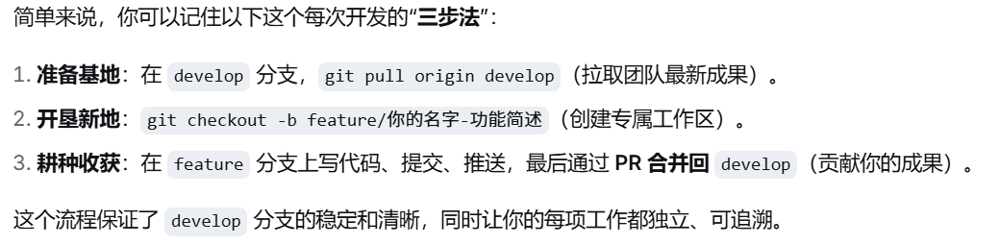 简单来说，你可以记住以下这个每次开发的“三步法”：
1. 准备基地：在 develop 分支，git pull origin develop（拉取团队最新成果）。
2. 开垦新地：git checkout -b feature/你的名字-功能简述（创建专属工作区）。
3. 耕种收获：在 feature 分支上写代码、提交、推送，最后通过 PR 合并回 develop（贡献你的成果）。
这个流程保证了 develop 分支的稳定和清晰，同时让你的每项工作都独立、可追溯。